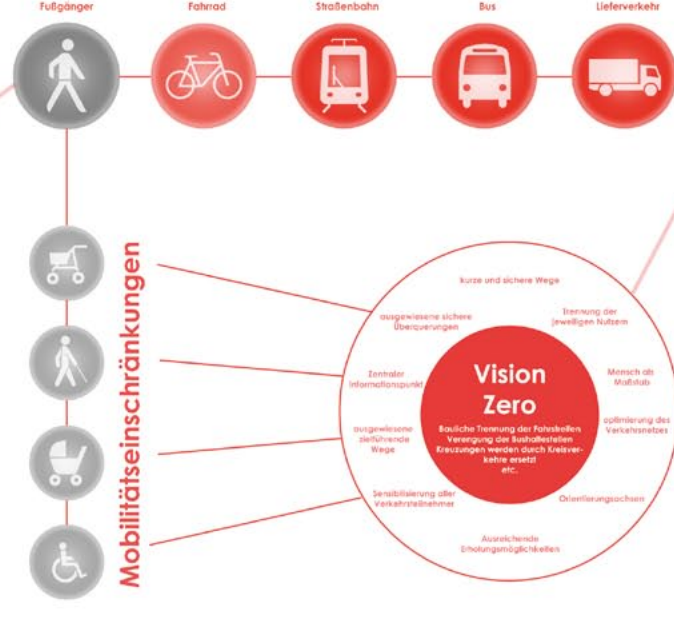 Fußgänger
Fahrrad
Straßenbahn
Bus
Lieferverkehr
Mobilitätseinschränkungen
kurze und sichere Wege
ausgewiesene sichere
Überquerungen
Trennung der
jeweiligen Nutzern
Zentraler
Informationspunkt
Mensch als
Maßstab
ausgewiesene
zielführende
Wege
optimierung des
Verkehrsnetzes
Sensibilisierung aller
Verkehrsteilnehmer
Orientierungsachsen
Ausreichende
Erholungsmöglichkeiten
Vision
Zero
Bauliche Trennung der Fahrstreifen
Verengung der Bushaltestellen
Kreuzungen werden durch Kreisver-
kehre ersetzt
etc.